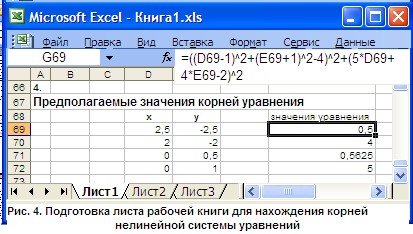 Microsoft Excel - Книга1.xls
Файл Правка Вид Вставка Формат Сервис Данные
G69 fx =((D69-1)^2+(E69+1)^2-4)^2+(5*D69+
4*E69-2)^2
A B C D E F G H
66 4.
67 Предполагаемые значения корней уравнения
68 x y значения уравнения
69 2,5 -2,5 0,5
70 2 -2 4
71 0 0,5 0,5625
72 0 1 5
Лист1 Лист2 Лист3
Рис. 4. Подготовка листа рабочей книги для нахождения корней
нелинейной системы уравнений